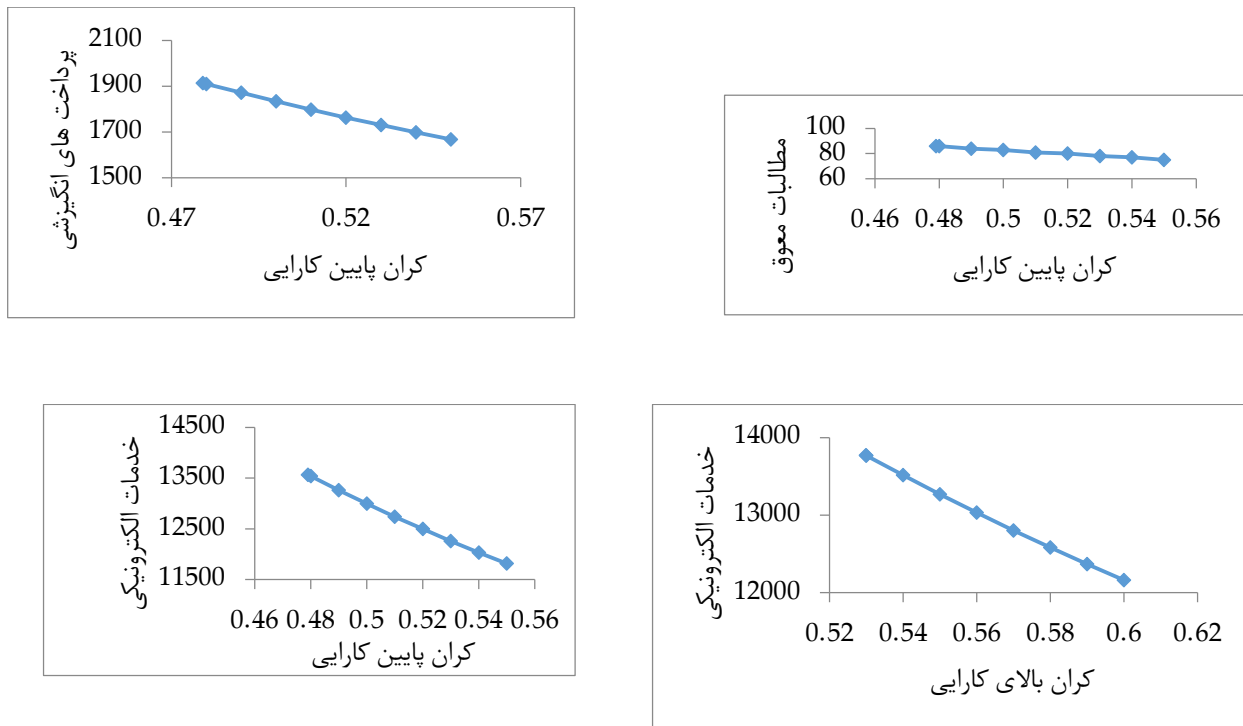 پرداخت های انگیزشی
2100
1900
1700
1500
0.47 0.52 0.57
کران پایین کارایی
مطالبات معوق
100
80
60
0.46 0.48 0.5 0.52 0.54 0.56
کران پایین کارایی
خدمات الکترونیکی
14500
13500
12500
11500
0.46 0.48 0.5 0.52 0.54 0.56
کران پایین کارایی
خدمات الکترونیکی
14000
13000
12000
0.52 0.54 0.56 0.58 0.6 0.62
کران بالای کارایی